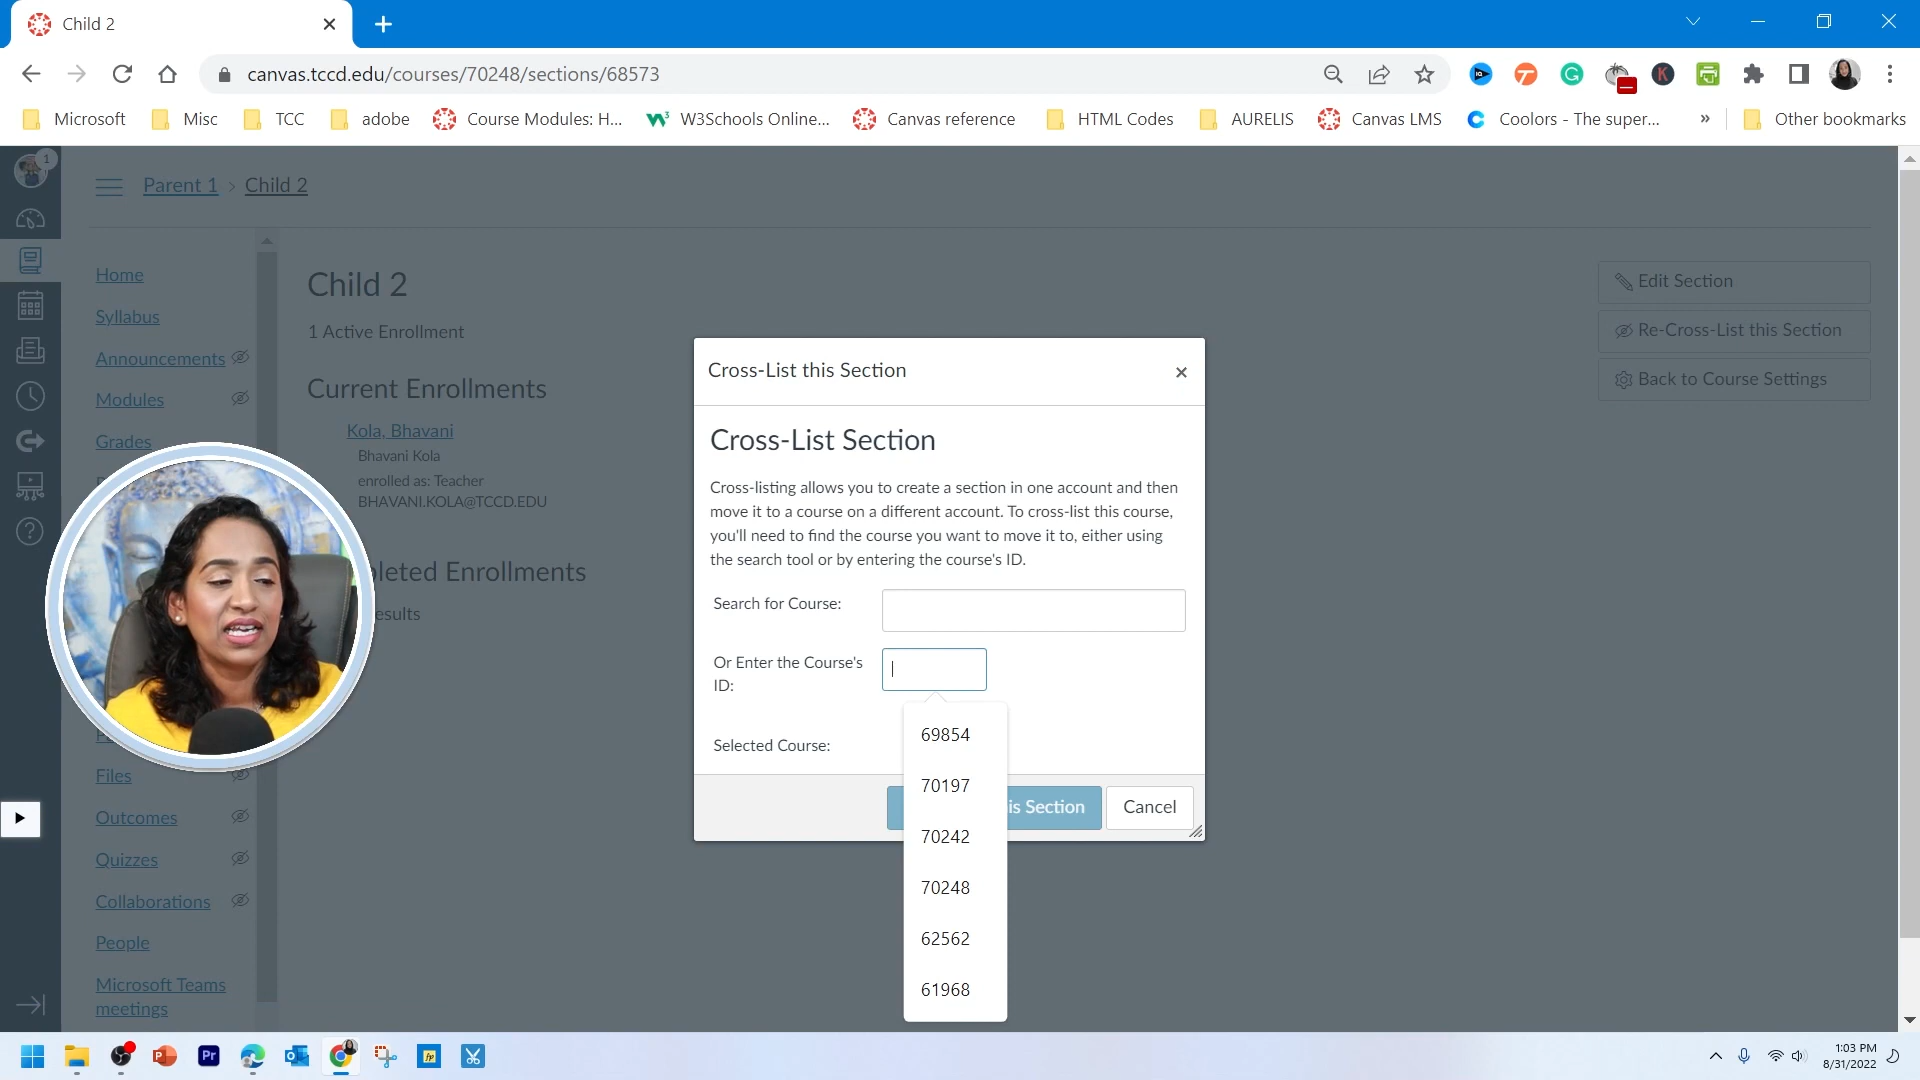 Child 2
canvas.tccd.edu/courses/70248/sections/68573
Microsoft
Misc
TCC
adobe
Course Modules: H...
W3Schools Online...
Canvas reference
HTML Codes
AURELIS
Canvas LMS
Coolors - The super...
»
Other bookmarks
1
Parent 1 > Child 2
Home
Syllabus
Announcements
Modules
Grades
Files
Outcomes
Quizzes
Collaborations
People
Microsoft Teams
meetings
Child 2
1 Active Enrollment
Current Enrollments
Kola, Bhavani
Bhavani Kola
enrolled as: Teacher
BHAVANI.KOLA@TCCD.EDU
Enrollments
Edit Section
Re-Cross-List this Section
Back to Course Settings
Cross-List this Section
Cross-List Section
Cross-listing allows you to create a section in one account and then
move it to a course on a different account. To cross-list this course,
you'll need to find the course you want to move it to, either using
the search tool or by entering the course's ID.
Search for Course:
Or Enter the Course's
ID:
Selected Course:
69854
70197
70242
70248
62562
61968
is Section
Cancel
1:03 PM
8/31/2022